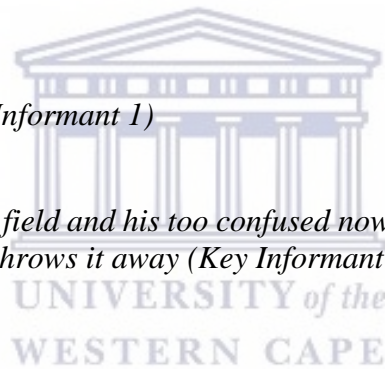 Informant 1)
field and his too confused now
hrows it away (Key Informant
UNIVERSITY of the
WESTERN CAPE